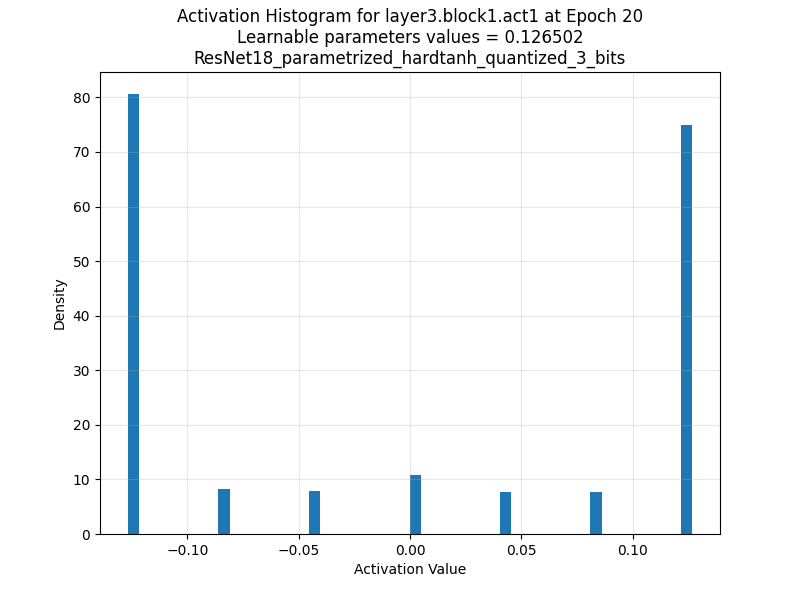 Activation Histogram for layer3.block1.act1 at Epoch 20
Learnable parameters values = 0.126502
ResNet18_parametrized_hardtanh_quantized_3_bits
80
70
60
50
40
30
20
10
0
Density
−0.10 −0.05 0.00 0.05 0.10
Activation Value